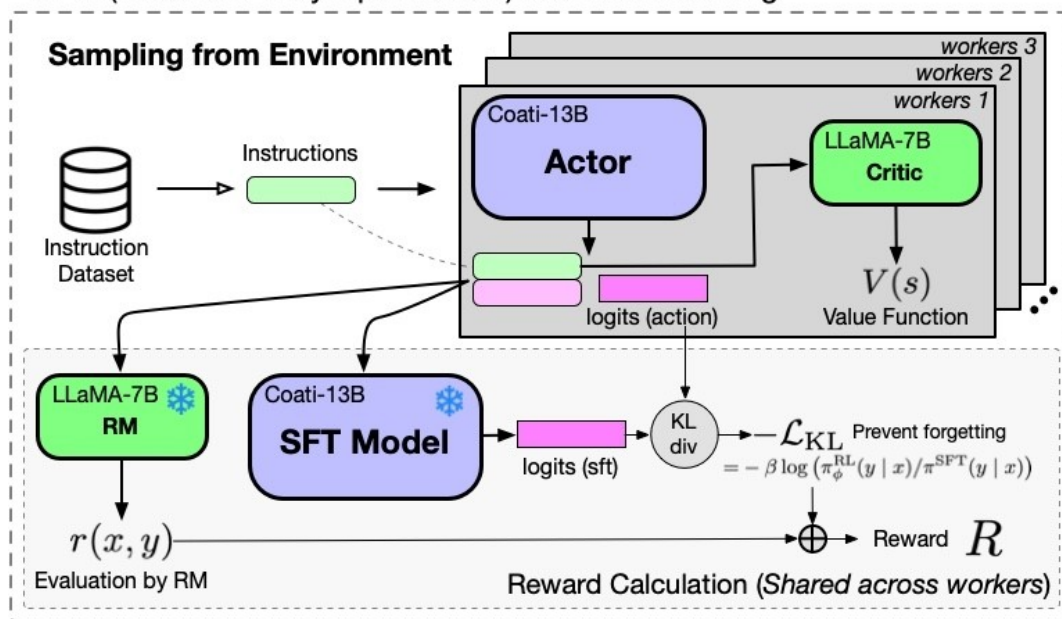 Sampling from Environment
workers 3
workers 2
workers 1
Coati-13B
Actor
LLaMA-7B
Critic
Instructions
Instruction
Dataset
V(s)
Value Function
logits (action)
LLaMA-7B
RM
Coati-13B
SFT Model
logits (sft)
KL
div
−ℒ_KL Prevent forgetting
= − β log (π_ϕ^RL(y | x)/π^SFT(y | x))
r(x, y)
Evaluation by RM
⊕
Reward R
Reward Calculation (Shared across workers)